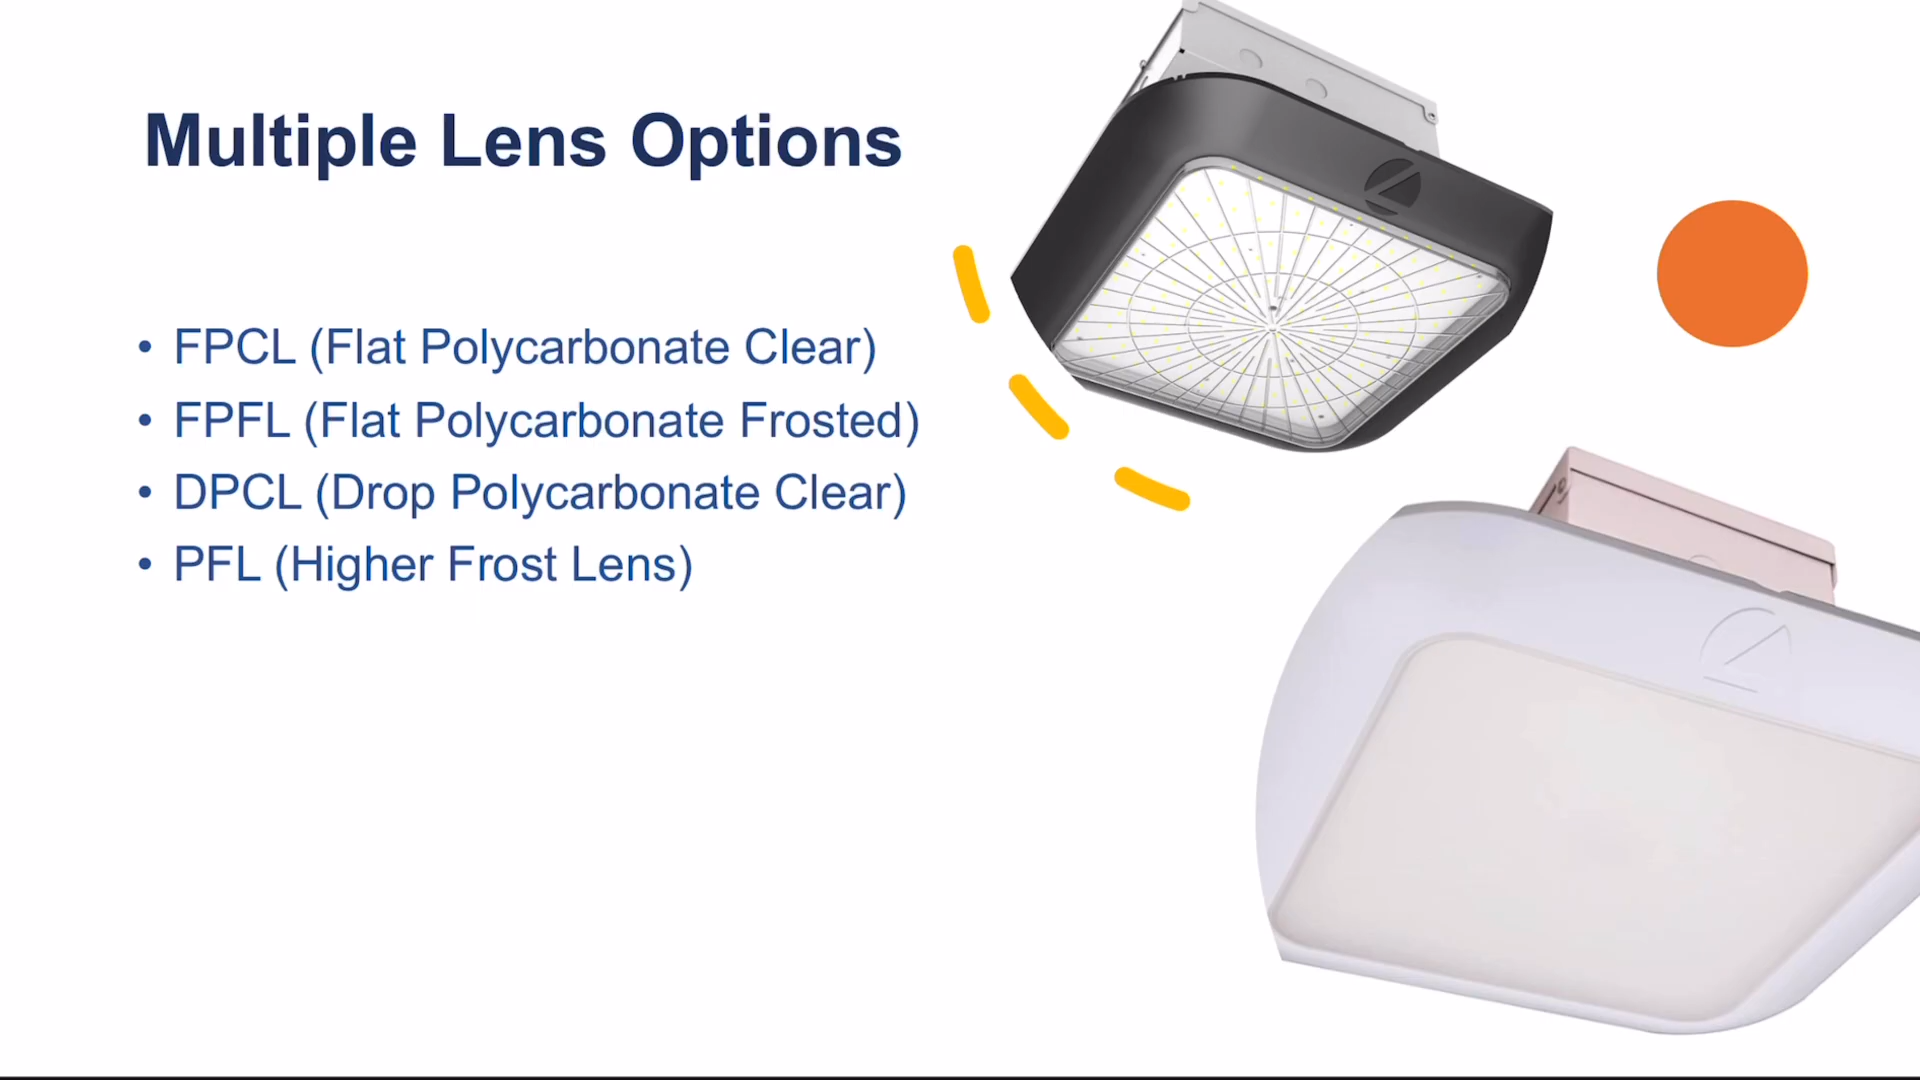 Multiple Lens Options
• FPCL (Flat Polycarbonate Clear)
• FPFL (Flat Polycarbonate Frosted)
• DPCL (Drop Polycarbonate Clear)
• PFL (Higher Frost Lens)